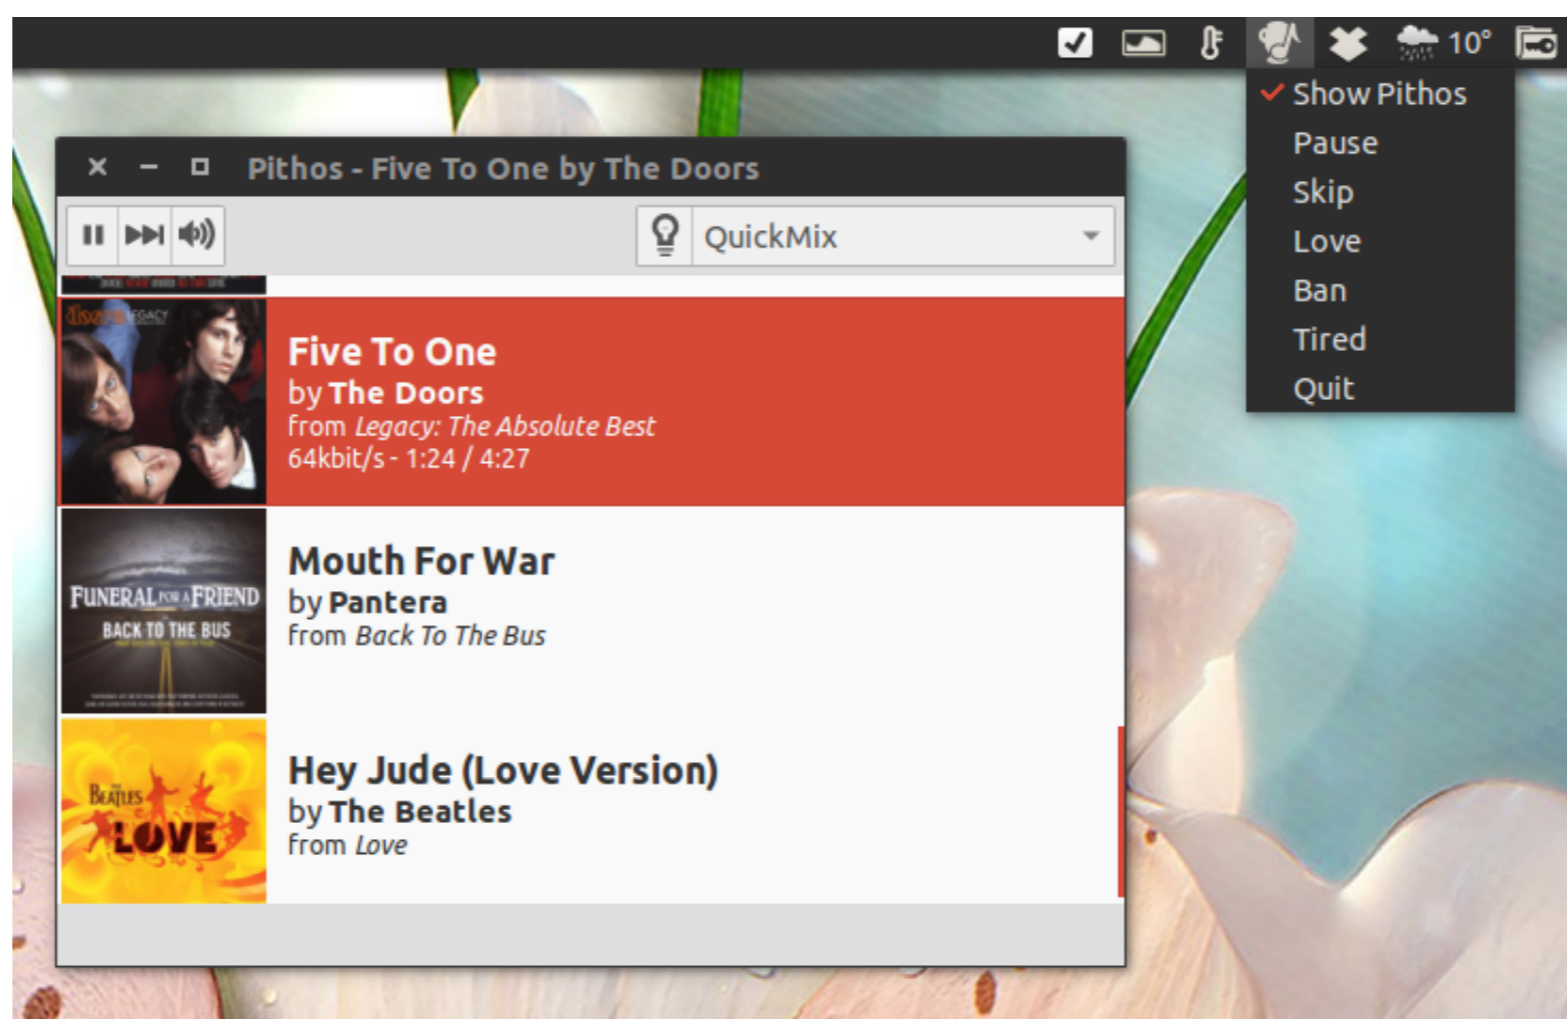 10°
Show Pithos
Pause
Skip
Love
Ban
Tired
Quit
Pithos - Five To One by The Doors
QuickMix
LEGACY
Five To One
by The Doors
from Legacy: The Absolute Best
64kbit/s - 1:24 / 4:27
FUNERAL FOR A FRIEND
BACK TO THE BUS
Mouth For War
by Pantera
from Back To The Bus
THE
BEATLES
LOVE
Hey Jude (Love Version)
by The Beatles
from Love